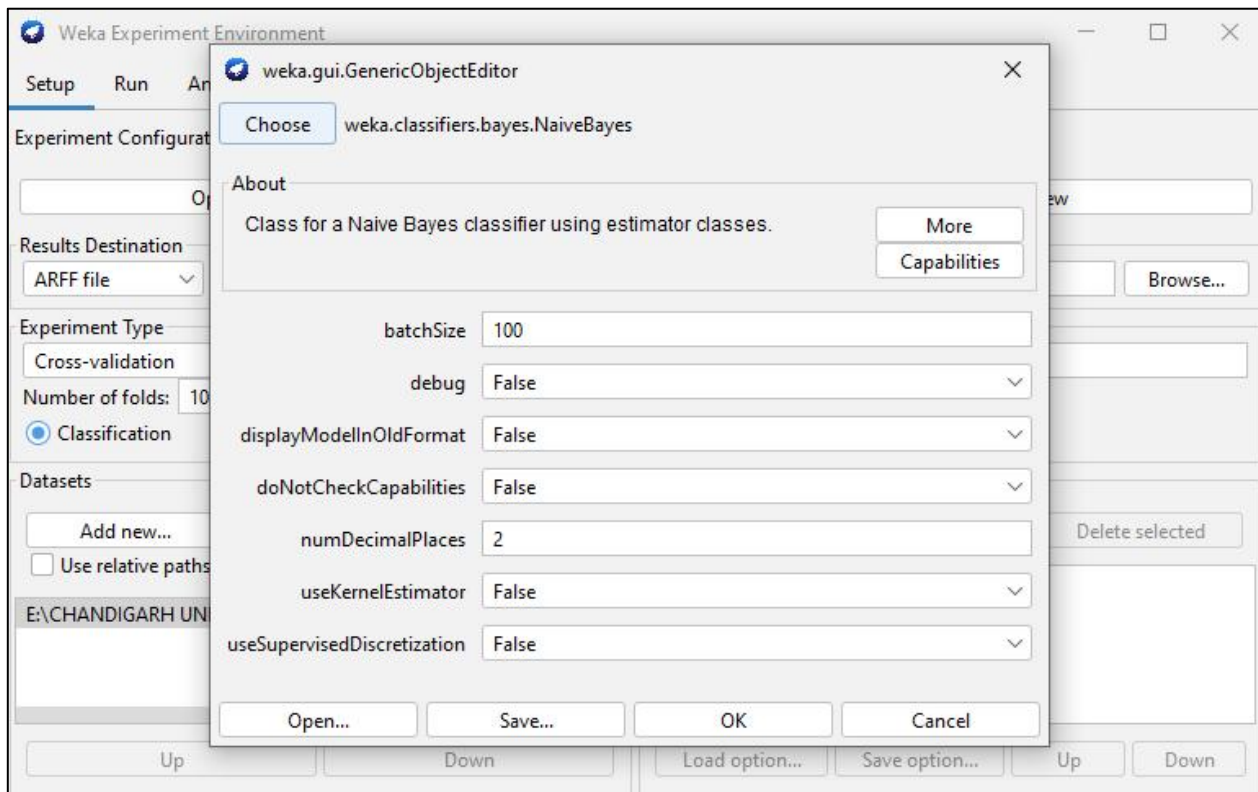 Weka Experiment Environment
Setup Run An
Experiment Configurat
Op ew
Results Destination
ARFF file Browse...
Experiment Type
Cross-validation
Number of folds: 10
Classification
Datasets
Add new... Delete selected
Use relative paths
E:\CHANDIGARH UNI
Up Down Load option... Save option... Up Down
weka.gui.GenericObjectEditor
Choose weka.classifiers.bayes.NaiveBayes
About
Class for a Naive Bayes classifier using estimator classes. More
Capabilities
batchSize 100
debug False
displayModelInOldFormat False
doNotCheckCapabilities False
numDecimalPlaces 2
useKernelEstimator False
useSupervisedDiscretization False
Open... Save... OK Cancel